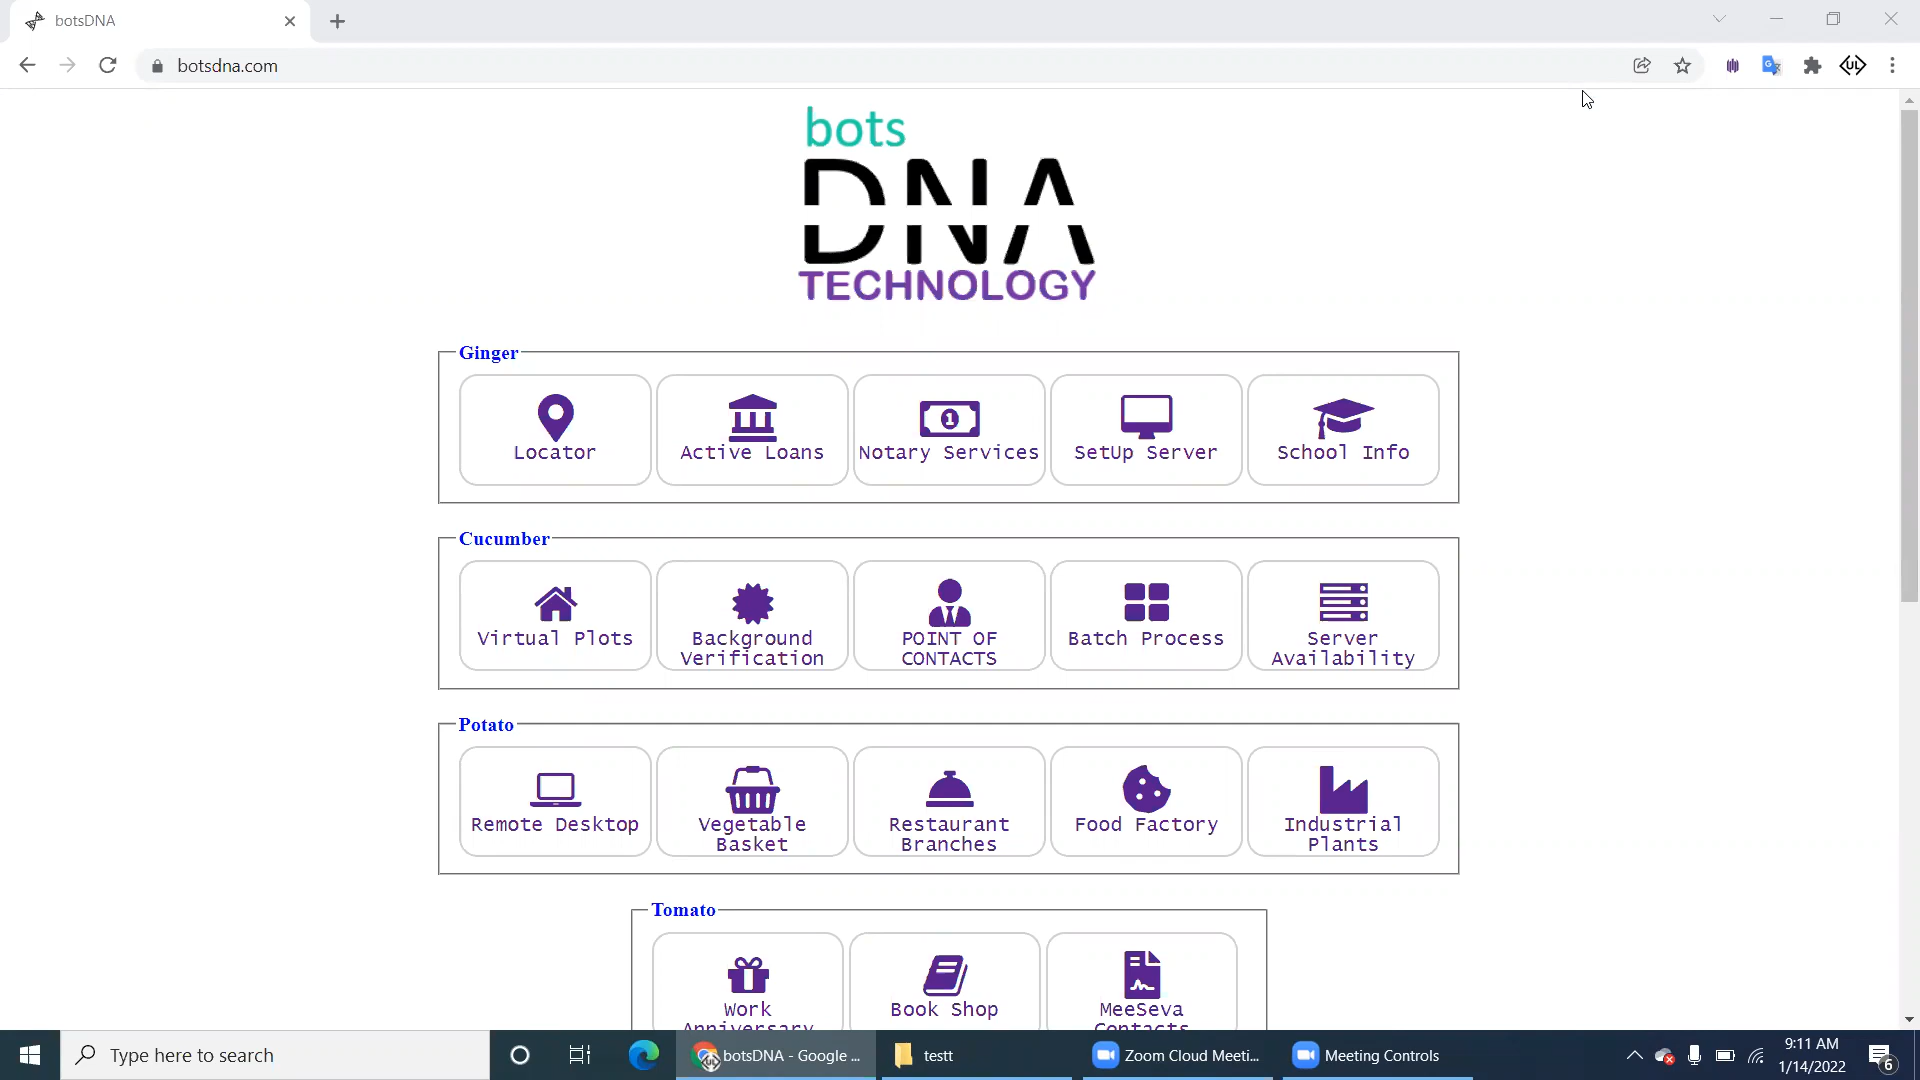 botsDNA
botsdna.com
bots
DNA
TECHNOLOGY
Ginger
Locator
Active Loans
Notary Services
SetUp Server
School Info
Cucumber
Virtual Plots
Background
Verification
POINT OF
CONTACTS
Batch Process
Server
Availability
Potato
Remote Desktop
Vegetable
Basket
Restaurant
Branches
Food Factory
Industrial
Plants
Tomato
Work
Anniversary
Book Shop
MeeSeva
Contacts
Type here to search
botsDNA - Google ...
testt
Zoom Cloud Meeti...
Meeting Controls
9:11 AM
1/14/2022
6